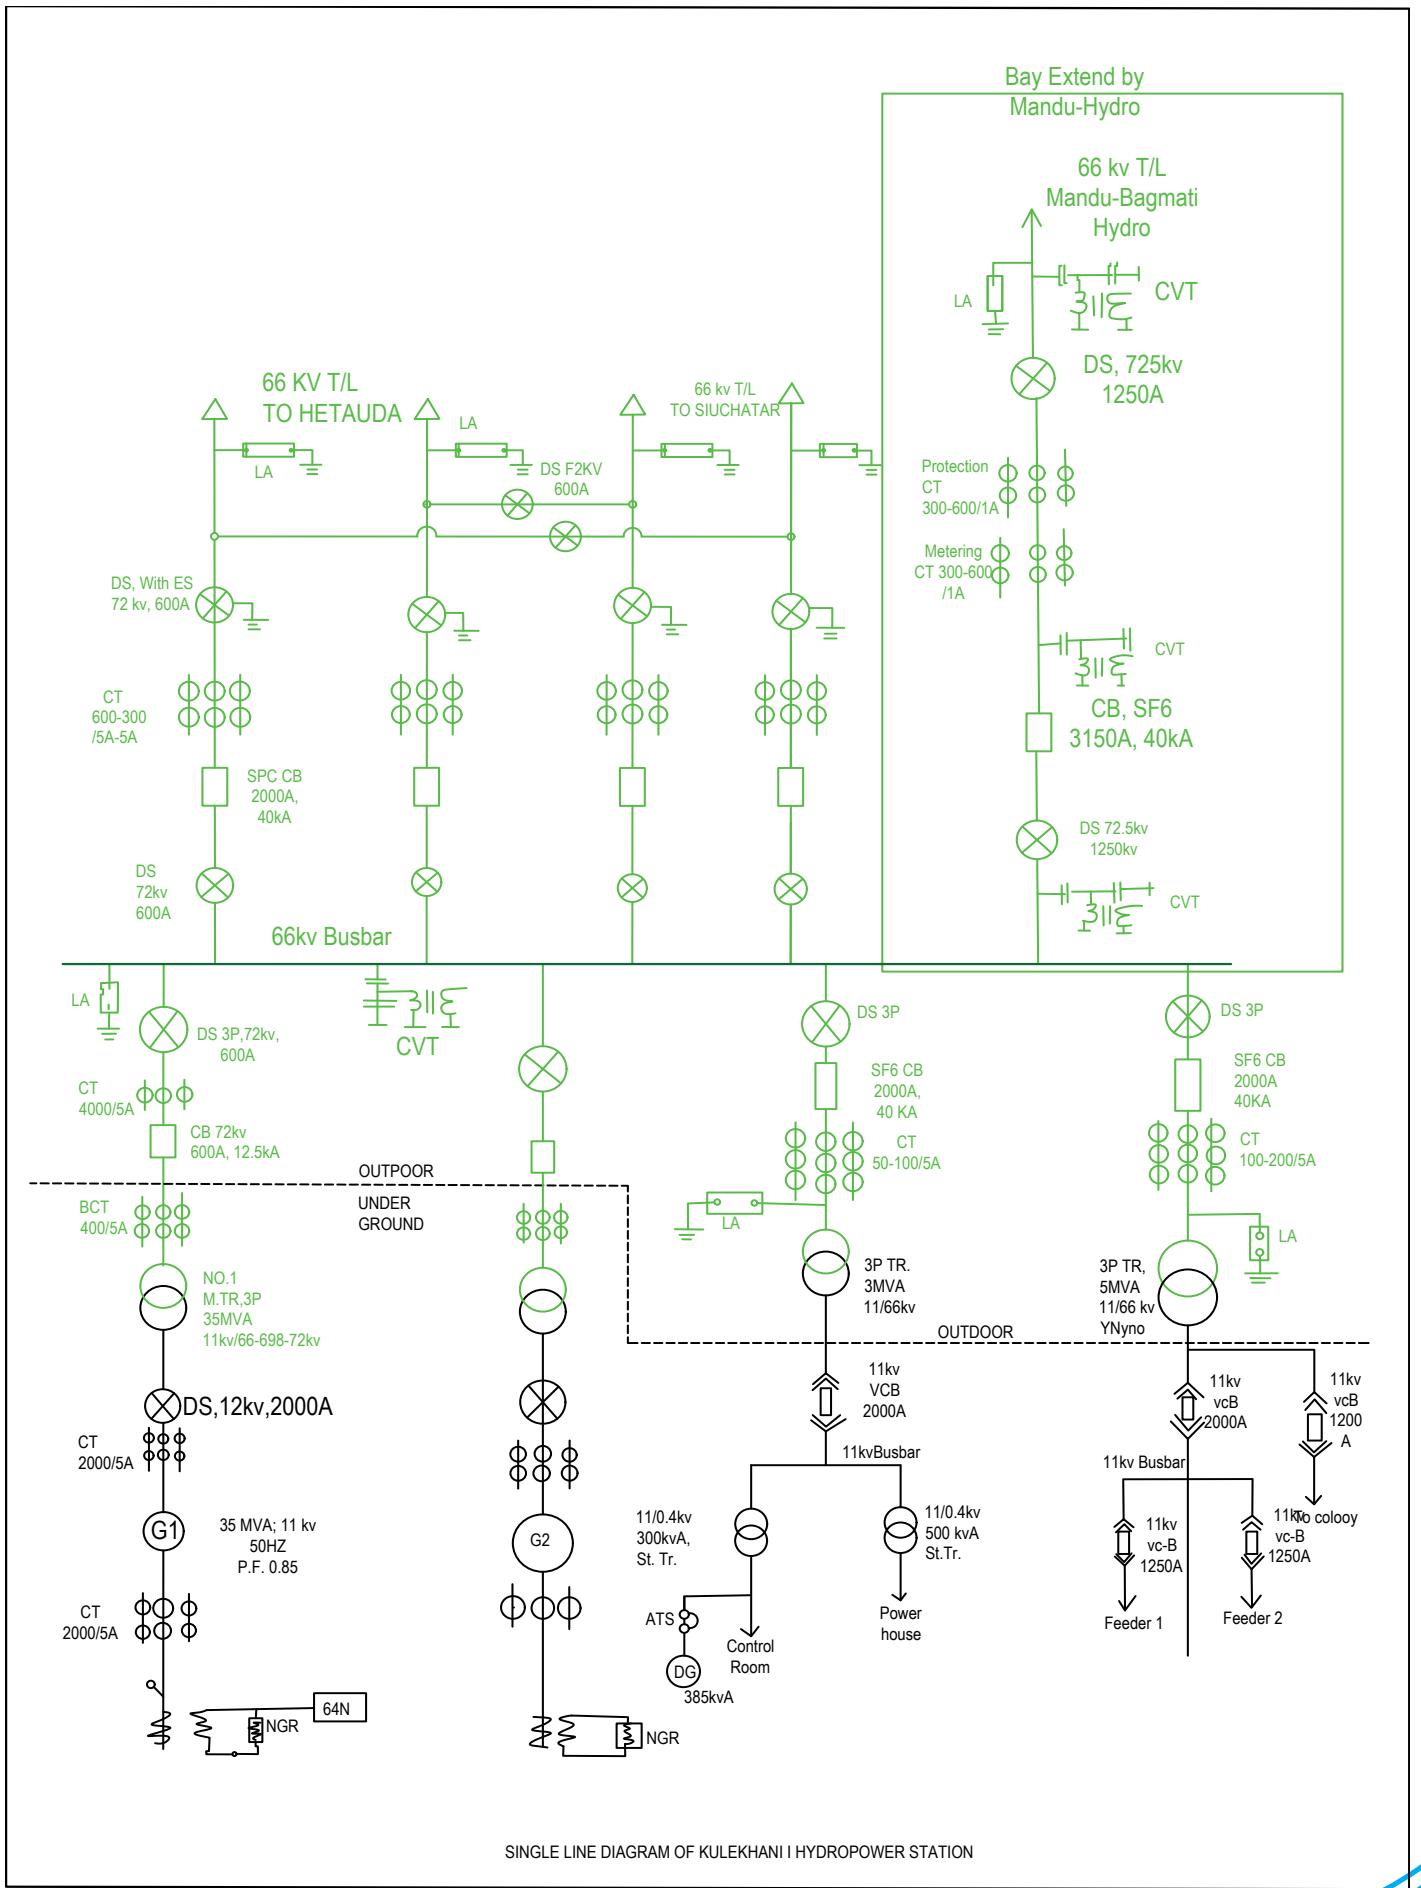 Bay Extend by
Mandu-Hydro
66 kv T/L
Mandu-Bagmati
Hydro
LA
CVT
DS, 725kv
1250A
66 KV T/L
TO HETAUDA
66 kv T/L
TO SIUCHATAR
LA
LA
DS F2KV
600A
Protection
CT
300-600/1A
Metering
CT 300-600
/1A
DS, With ES
72 kv, 600A
CVT
CT
600-300
/5A-5A
CB, SF6
3150A, 40kA
SPC CB
2000A,
40kA
DS 72.5kv
1250kv
DS
72kv
600A
CVT
66kv Busbar
LA
DS 3P,72kv,
600A
CVT
DS 3P
DS 3P
CT
4000/5A
SF6 CB
2000A,
40 KA
SF6 CB
2000A
40KA
CB 72kv
600A, 12.5kA
CT
50-100/5A
CT
100-200/5A
OUTPOOR
UNDER
GROUND
BCT
400/5A
LA
LA
NO.1
M.TR,3P
35MVA
11kv/66-698-72kv
3P TR.
3MVA
11/66kv
3P TR,
5MVA
11/66 kv
YNyno
OUTDOOR
DS,12kv,2000A
11kv
VCB
2000A
11kv
vcB
2000A
11kv
vcB
1200
A
CT
2000/5A
11kvBusbar
11kv Busbar
G1
35 MVA; 11 kv
50HZ
P.F. 0.85
G2
11/0.4kv
300kvA,
St. Tr.
11/0.4kv
500 kvA
St.Tr.
11kv
vc-B
1250A
11kv
vc-B
1250A
To colooy
CT
2000/5A
ATS
Control
Room
Power
house
Feeder 1
Feeder 2
DG
385kvA
64N
NGR
NGR
SINGLE LINE DIAGRAM OF KULEKHANI I HYDROPOWER STATION